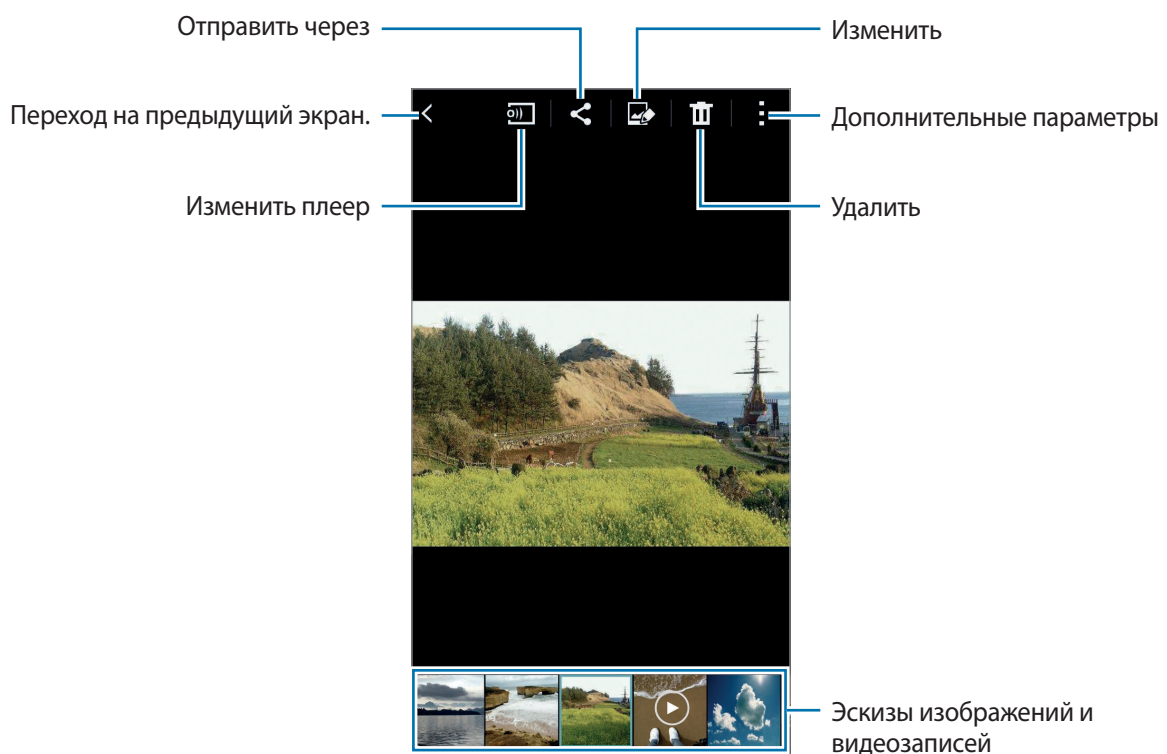 Отправить через
Изменить
Переход на предыдущий экран.
Дополнительные параметры
Изменить плеер
Удалить
Эскизы изображений и
видеозаписей